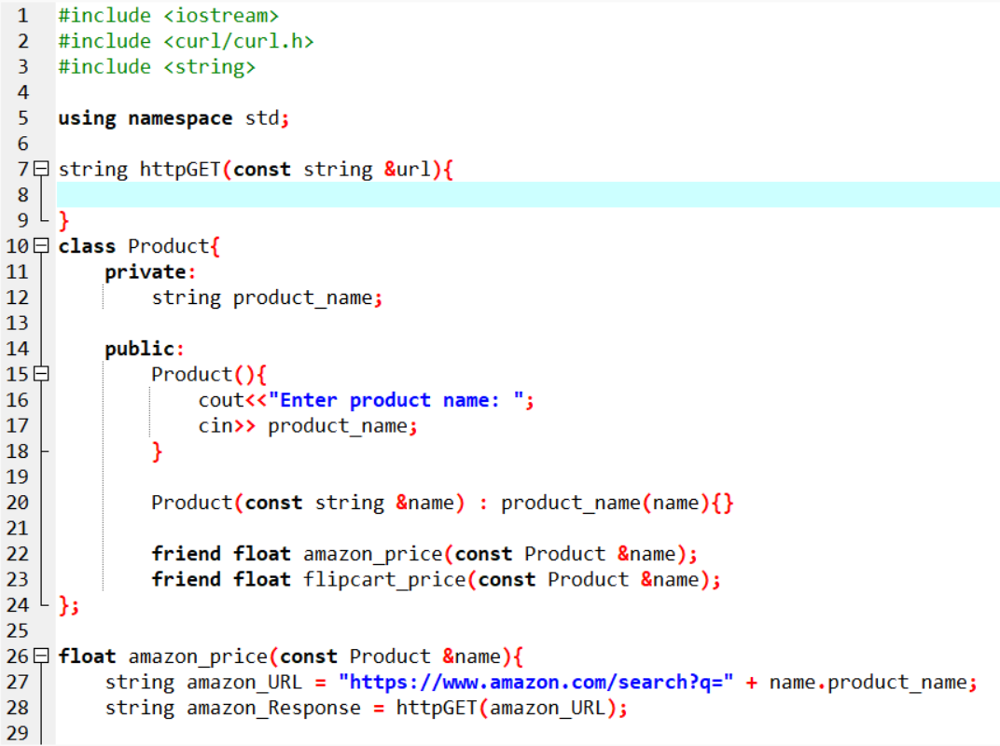 1 #include <iostream>
2 #include <curl/curl.h>
3 #include <string>
4
5 using namespace std;
6
7 string httpGET(const string &url){
8
9 }
10 class Product{
11     private:
12         string product_name;
13
14     public:
15         Product(){
16             cout<<"Enter product name: ";
17             cin>> product_name;
18         }
19
20         Product(const string &name) : product_name(name){}
21
22         friend float amazon_price(const Product &name);
23         friend float flipcart_price(const Product &name);
24 };
25
26 float amazon_price(const Product &name){
27     string amazon_URL = "https://www.amazon.com/search?q=" + name.product_name;
28     string amazon_Response = httpGET(amazon_URL);
29